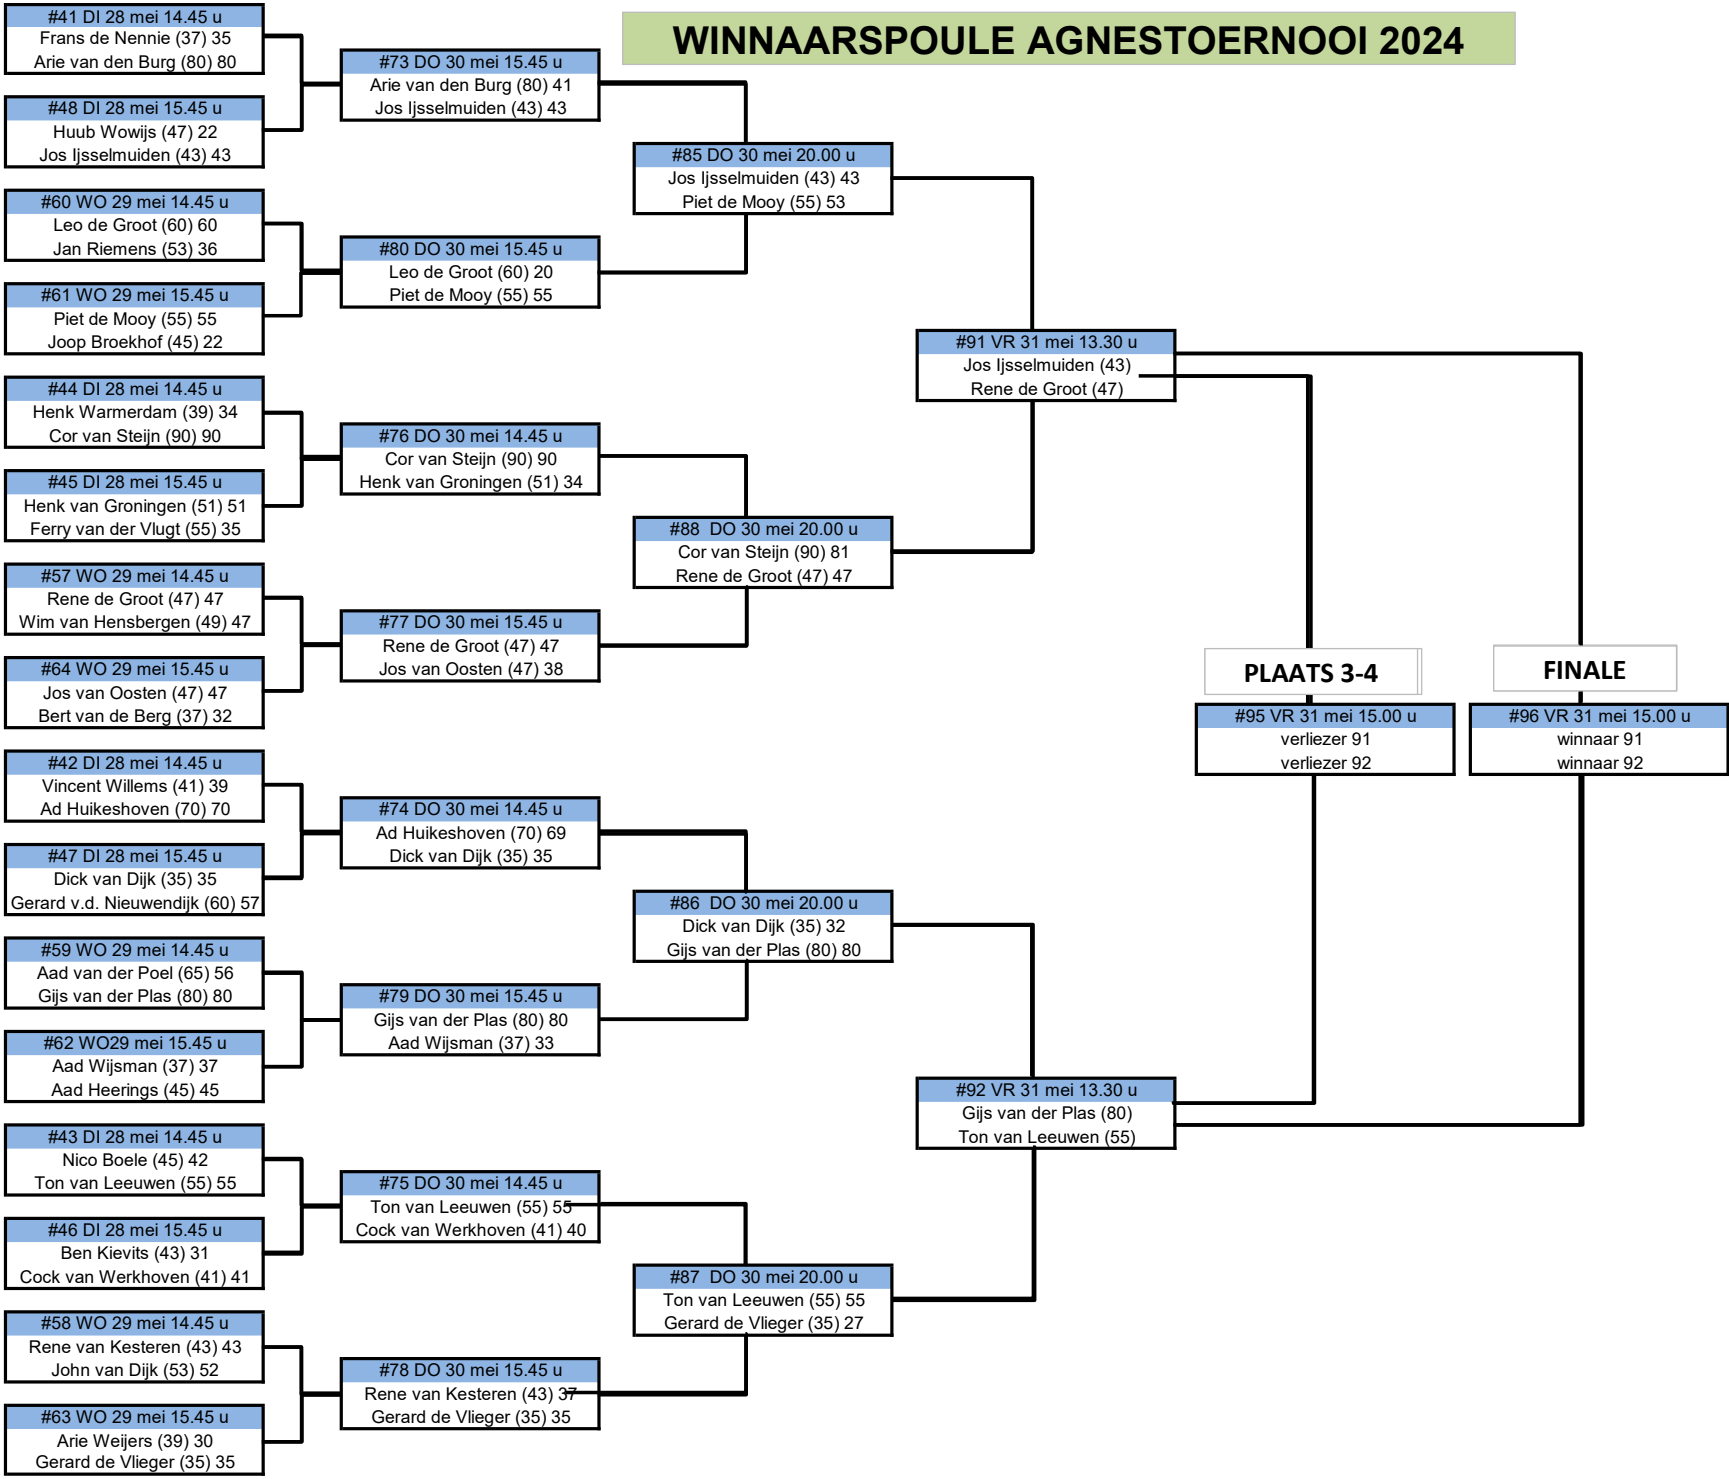 WINNAARSPOULE AGNESTOERNOOI 2024
#41 DI 28 mei 14.45 u
Frans de Nennie (37) 35
Arie van den Burg (80) 80
#48 DI 28 mei 15.45 u
Huub Wowijs (47) 22
Jos Ijsselmuiden (43) 43
#60 WO 29 mei 14.45 u
Leo de Groot (60) 60
Jan Riemens (53) 36
#61 WO 29 mei 15.45 u
Piet de Mooy (55) 55
Joop Broekhof (45) 22
#44 DI 28 mei 14.45 u
Henk Warmerdam (39) 34
Cor van Steijn (90) 90
#45 DI 28 mei 15.45 u
Henk van Groningen (51) 51
Ferry van der Vlugt (55) 35
#57 WO 29 mei 14.45 u
Rene de Groot (47) 47
Wim van Hensbergen (49) 47
#64 WO 29 mei 15.45 u
Jos van Oosten (47) 47
Bert van de Berg (37) 32
#42 DI 28 mei 14.45 u
Vincent Willems (41) 39
Ad Huikeshoven (70) 70
#47 DI 28 mei 15.45 u
Dick van Dijk (35) 35
Gerard v.d. Nieuwendijk (60) 57
#59 WO 29 mei 14.45 u
Aad van der Poel (65) 56
Gijs van der Plas (80) 80
#62 WO29 mei 15.45 u
Aad Wijsman (37) 37
Aad Heerings (45) 45
#43 DI 28 mei 14.45 u
Nico Boele (45) 42
Ton van Leeuwen (55) 55
#46 DI 28 mei 15.45 u
Ben Kievits (43) 31
Cock van Werkhoven (41) 41
#58 WO 29 mei 14.45 u
Rene van Kesteren (43) 43
John van Dijk (53) 52
#63 WO 29 mei 15.45 u
Arie Weijers (39) 30
Gerard de Vlieger (35) 35
#73 DO 30 mei 15.45 u
Arie van den Burg (80) 41
Jos Ijsselmuiden (43) 43
#80 DO 30 mei 15.45 u
Leo de Groot (60) 20
Piet de Mooy (55) 55
#76 DO 30 mei 14.45 u
Cor van Steijn (90) 90
Henk van Groningen (51) 34
#77 DO 30 mei 15.45 u
Rene de Groot (47) 47
Jos van Oosten (47) 38
#74 DO 30 mei 14.45 u
Ad Huikeshoven (70) 69
Dick van Dijk (35) 35
#79 DO 30 mei 15.45 u
Gijs van der Plas (80) 80
Aad Wijsman (37) 33
#75 DO 30 mei 14.45 u
Ton van Leeuwen (55) 55
Cock van Werkhoven (41) 40
#78 DO 30 mei 15.45 u
Rene van Kesteren (43) 37
Gerard de Vlieger (35) 35
#85 DO 30 mei 20.00 u
Jos Ijsselmuiden (43) 43
Piet de Mooy (55) 53
#88 DO 30 mei 20.00 u
Cor van Steijn (90) 81
Rene de Groot (47) 47
#86 DO 30 mei 20.00 u
Dick van Dijk (35) 32
Gijs van der Plas (80) 80
#87 DO 30 mei 20.00 u
Ton van Leeuwen (55) 55
Gerard de Vlieger (35) 27
#91 VR 31 mei 13.30 u
Jos Ijsselmuiden (43)
Rene de Groot (47)
#92 VR 31 mei 13.30 u
Gijs van der Plas (80)
Ton van Leeuwen (55)
PLAATS 3-4
#95 VR 31 mei 15.00 u
verliezer 91
verliezer 92
FINALE
#96 VR 31 mei 15.00 u
winnaar 91
winnaar 92